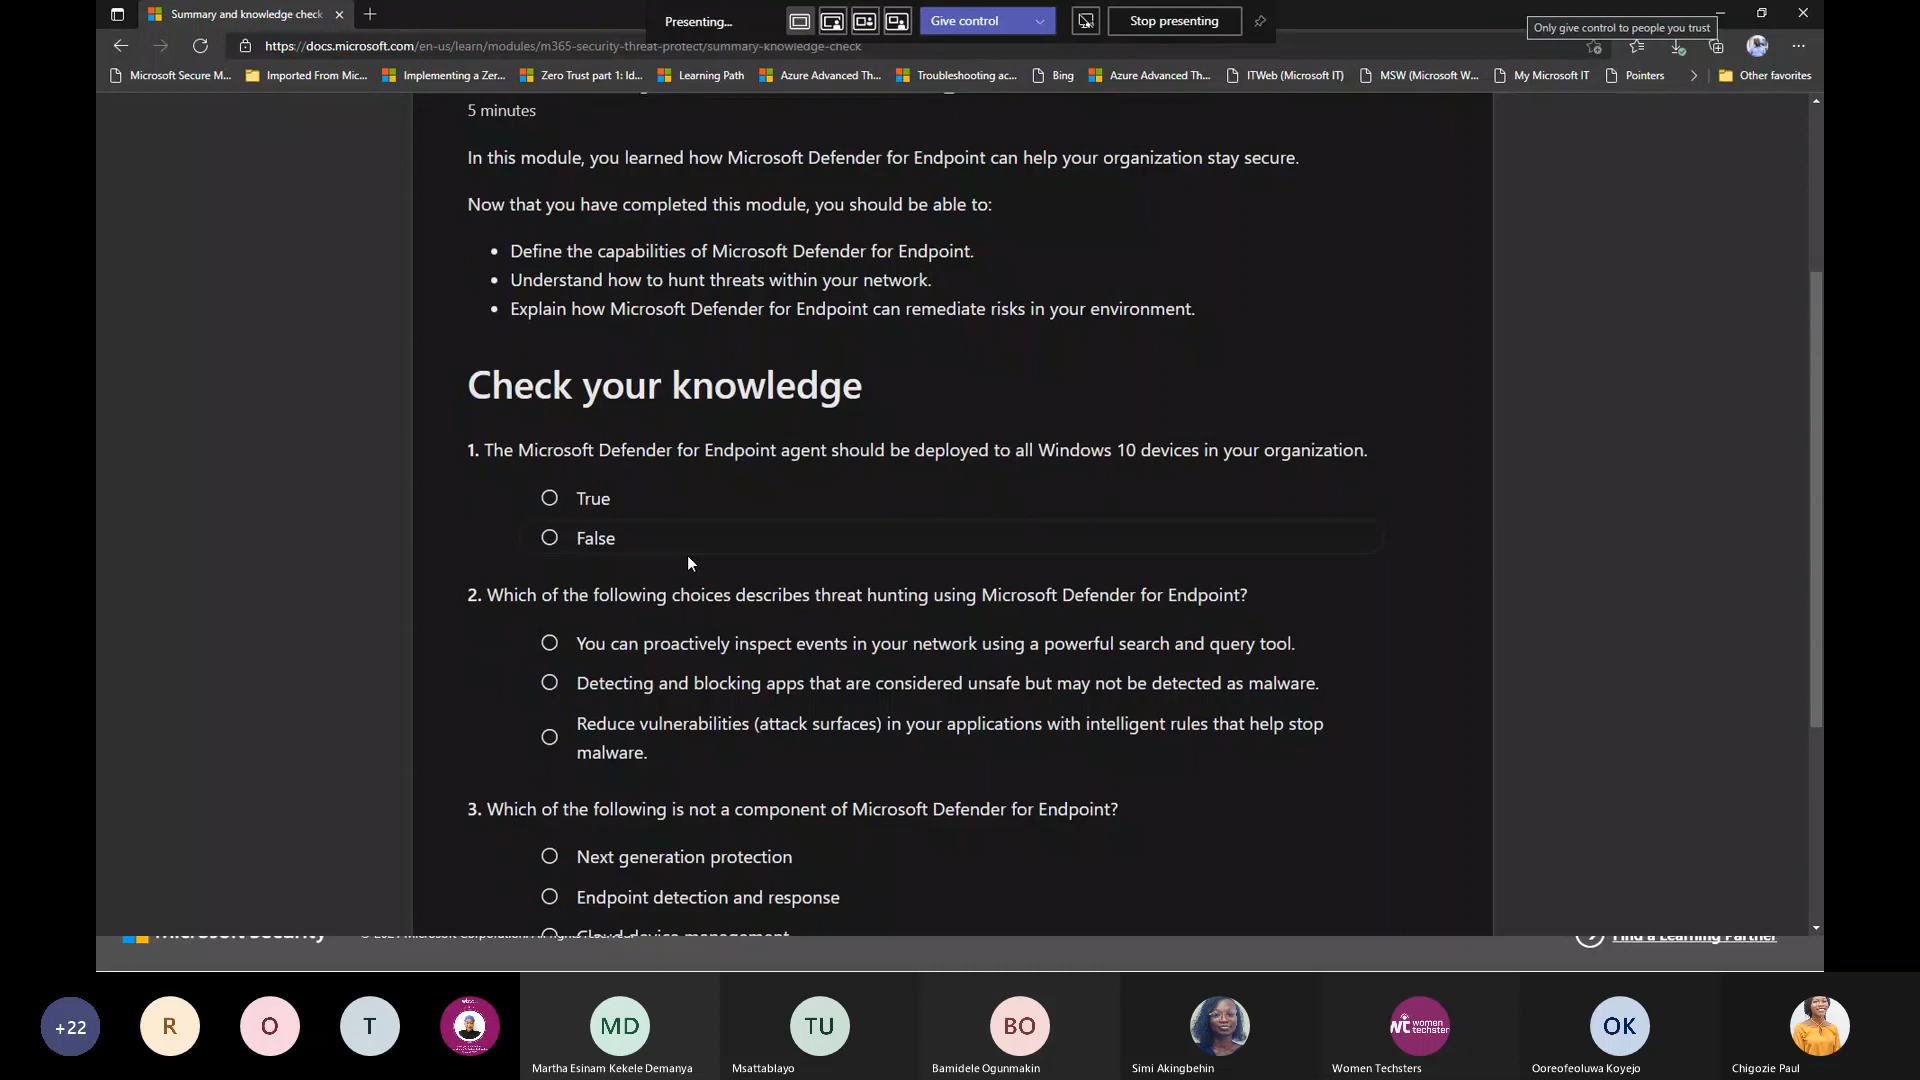 Summary and knowledge check
Presenting...
Give control
Stop presenting
Only give control to people you trust
https://docs.microsoft.com/en-us/learn/modules/m365-security-threat-protect/summary-knowledge-check
Microsoft Secure M...
Imported From Mic...
Implementing a Zer...
Zero Trust part 1: Id...
Learning Path
Azure Advanced Th...
Troubleshooting ac...
Bing
Azure Advanced Th...
ITWeb (Microsoft IT)
MSW (Microsoft W...
My Microsoft IT
Pointers
Other favorites
5 minutes
In this module, you learned how Microsoft Defender for Endpoint can help your organization stay secure.
Now that you have completed this module, you should be able to:
• Define the capabilities of Microsoft Defender for Endpoint.
• Understand how to hunt threats within your network.
• Explain how Microsoft Defender for Endpoint can remediate risks in your environment.
Check your knowledge
1. The Microsoft Defender for Endpoint agent should be deployed to all Windows 10 devices in your organization.
True
False
2. Which of the following choices describes threat hunting using Microsoft Defender for Endpoint?
You can proactively inspect events in your network using a powerful search and query tool.
Detecting and blocking apps that are considered unsafe but may not be detected as malware.
Reduce vulnerabilities (attack surfaces) in your applications with intelligent rules that help stop
malware.
3. Which of the following is not a component of Microsoft Defender for Endpoint?
Next generation protection
Endpoint detection and response
Cloud device management
Microsoft Security
Find a Learning Partner
+22
R
O
T
MD
TU
BO
women
techsters
OK
Martha Esinam Kekele Demanya
Msattablayo
Bamidele Ogunmakin
Simi Akingbehin
Women Techsters
Ooreofeoluwa Koyejo
Chigozie Paul